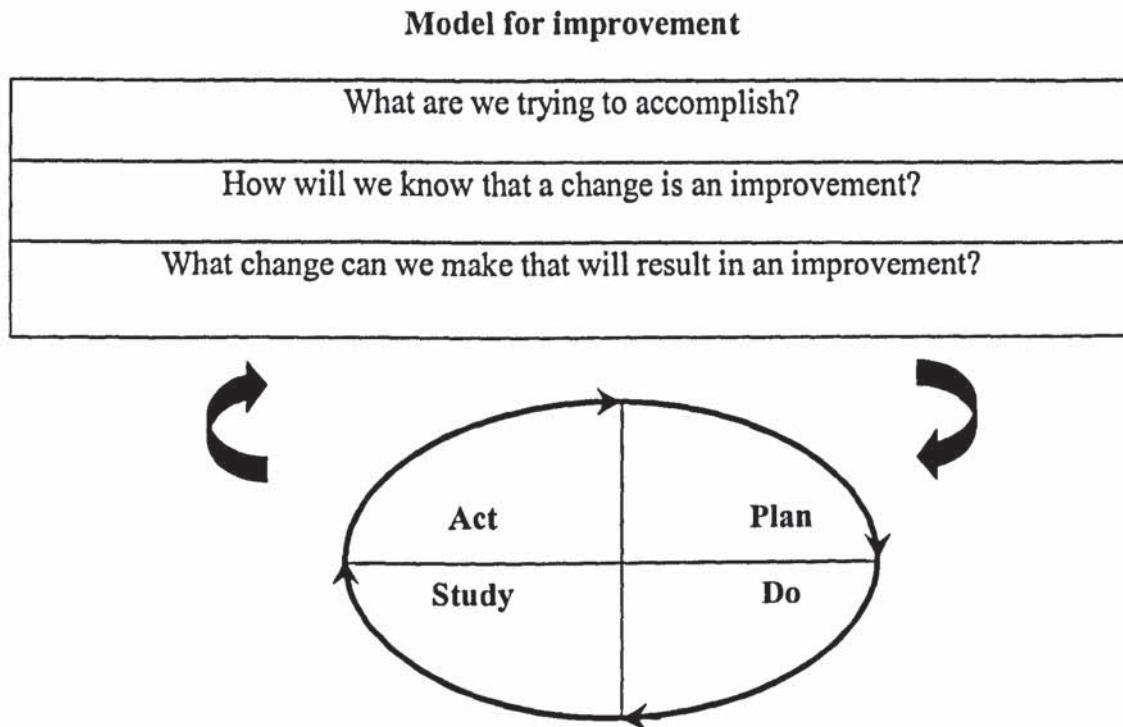 Model for improvement
What are we trying to accomplish?
How will we know that a change is an improvement?
What change can we make that will result in an improvement?
Act
Plan
Study
Do